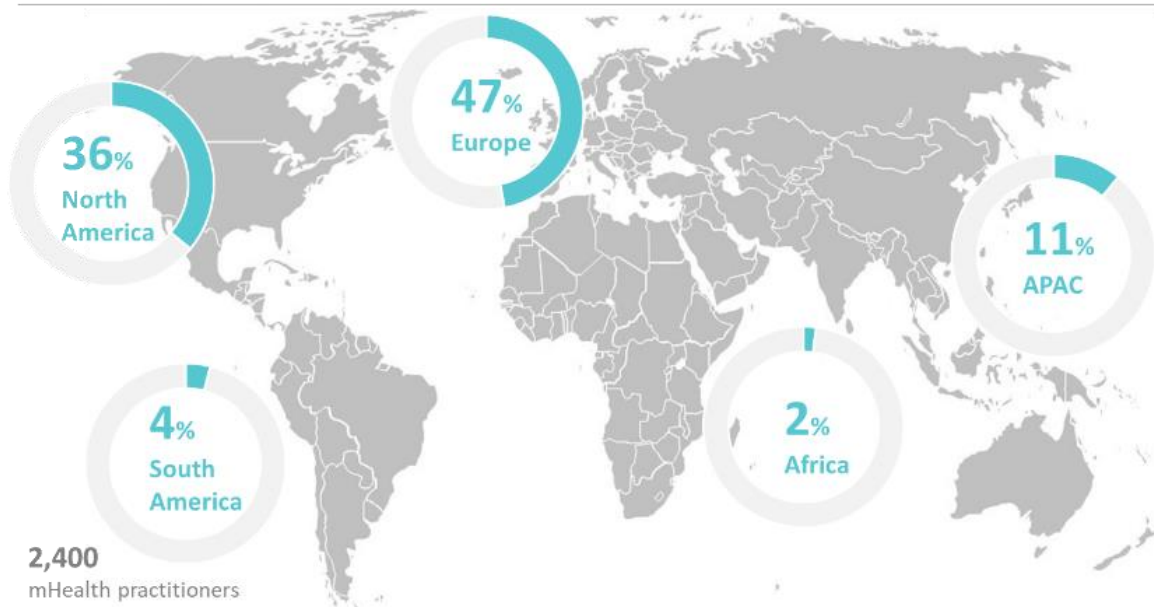 47%
Europe
36%
North
America
11%
APAC
4%
South
America
2%
Africa
2,400
mHealth practitioners